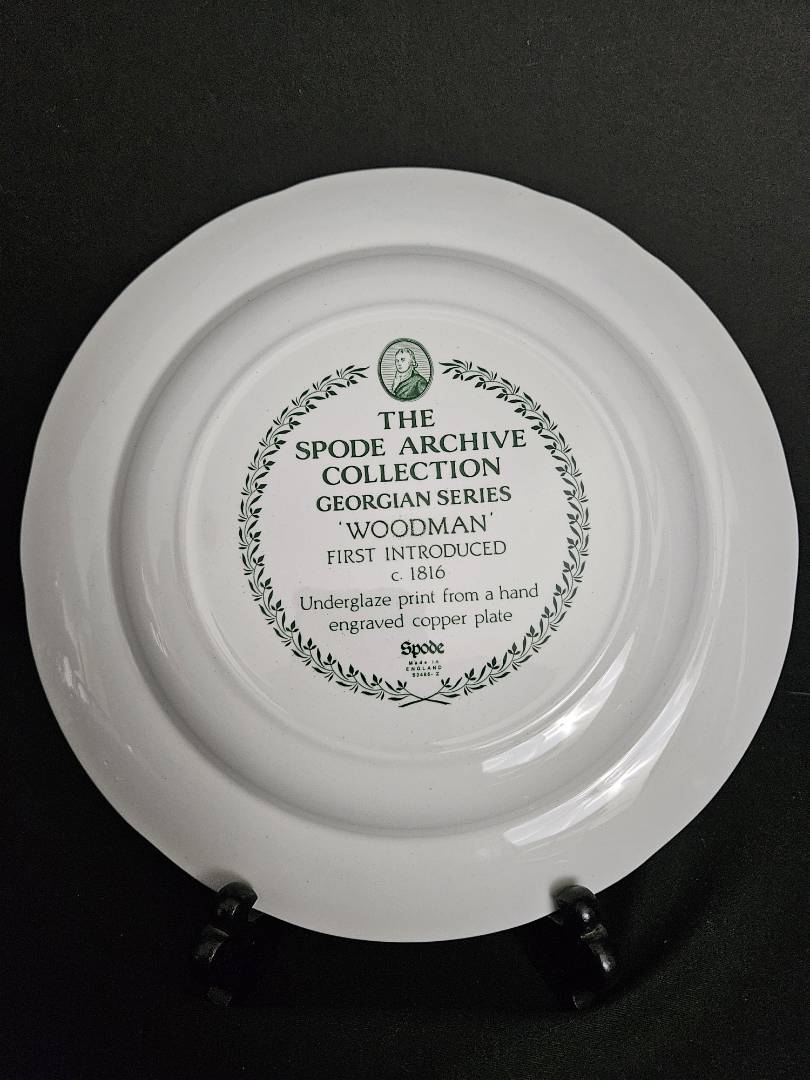 THE
SPODE ARCHIVE
COLLECTION
GEORGIAN SERIES
'WOODMAN'
FIRST INTRODUCED
c. 1816
Underglaze print from a hand
engraved copper plate
Spode
Made in
ENGLAND